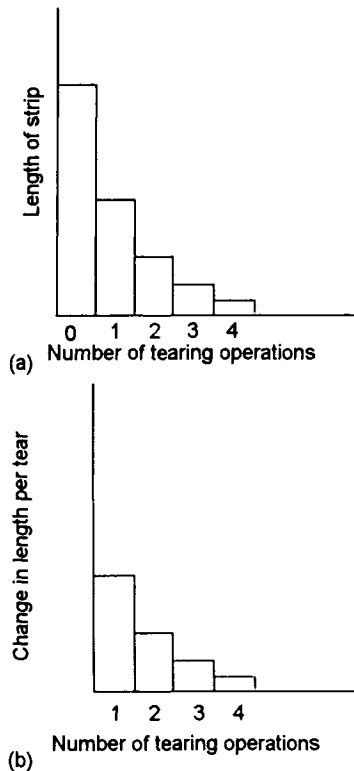 Length of strip
0 1 2 3 4
(a) Number of tearing operations
Change in length per tear
1 2 3 4
(b) Number of tearing operations